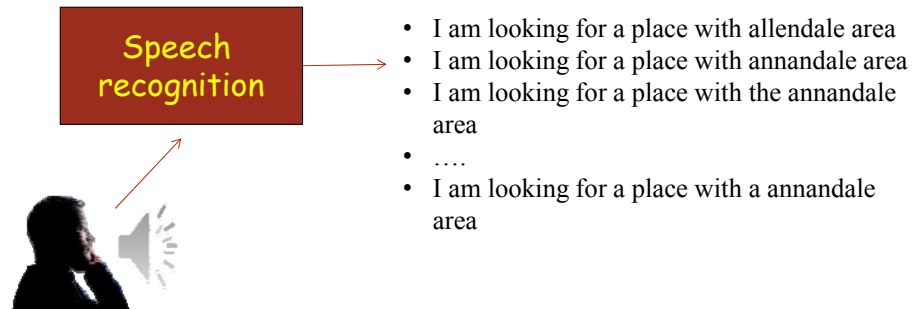 Speech
recognition
• I am looking for a place with allendale area
• I am looking for a place with annandale area
• I am looking for a place with the annandale
area
• ….
• I am looking for a place with a annandale
area